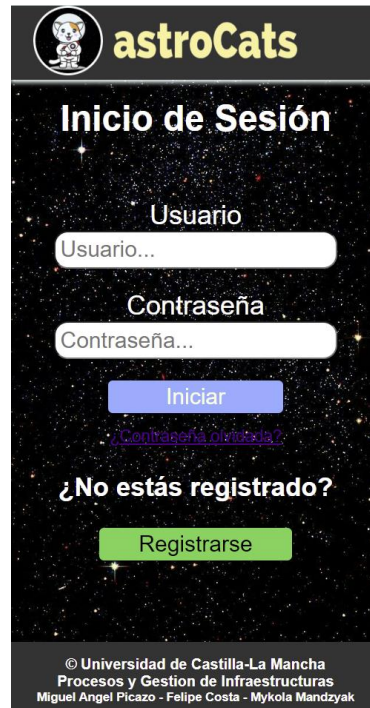 astroCats
Inicio de Sesión
Usuario
Usuario...
Contraseña
Contraseña...
Iniciar
¿Contraseña olvidada?
¿No estás registrado?
Registrarse
© Universidad de Castilla-La Mancha
Procesos y Gestion de Infraestructuras
Miguel Angel Picazo - Felipe Costa - Mykola Mandzyak